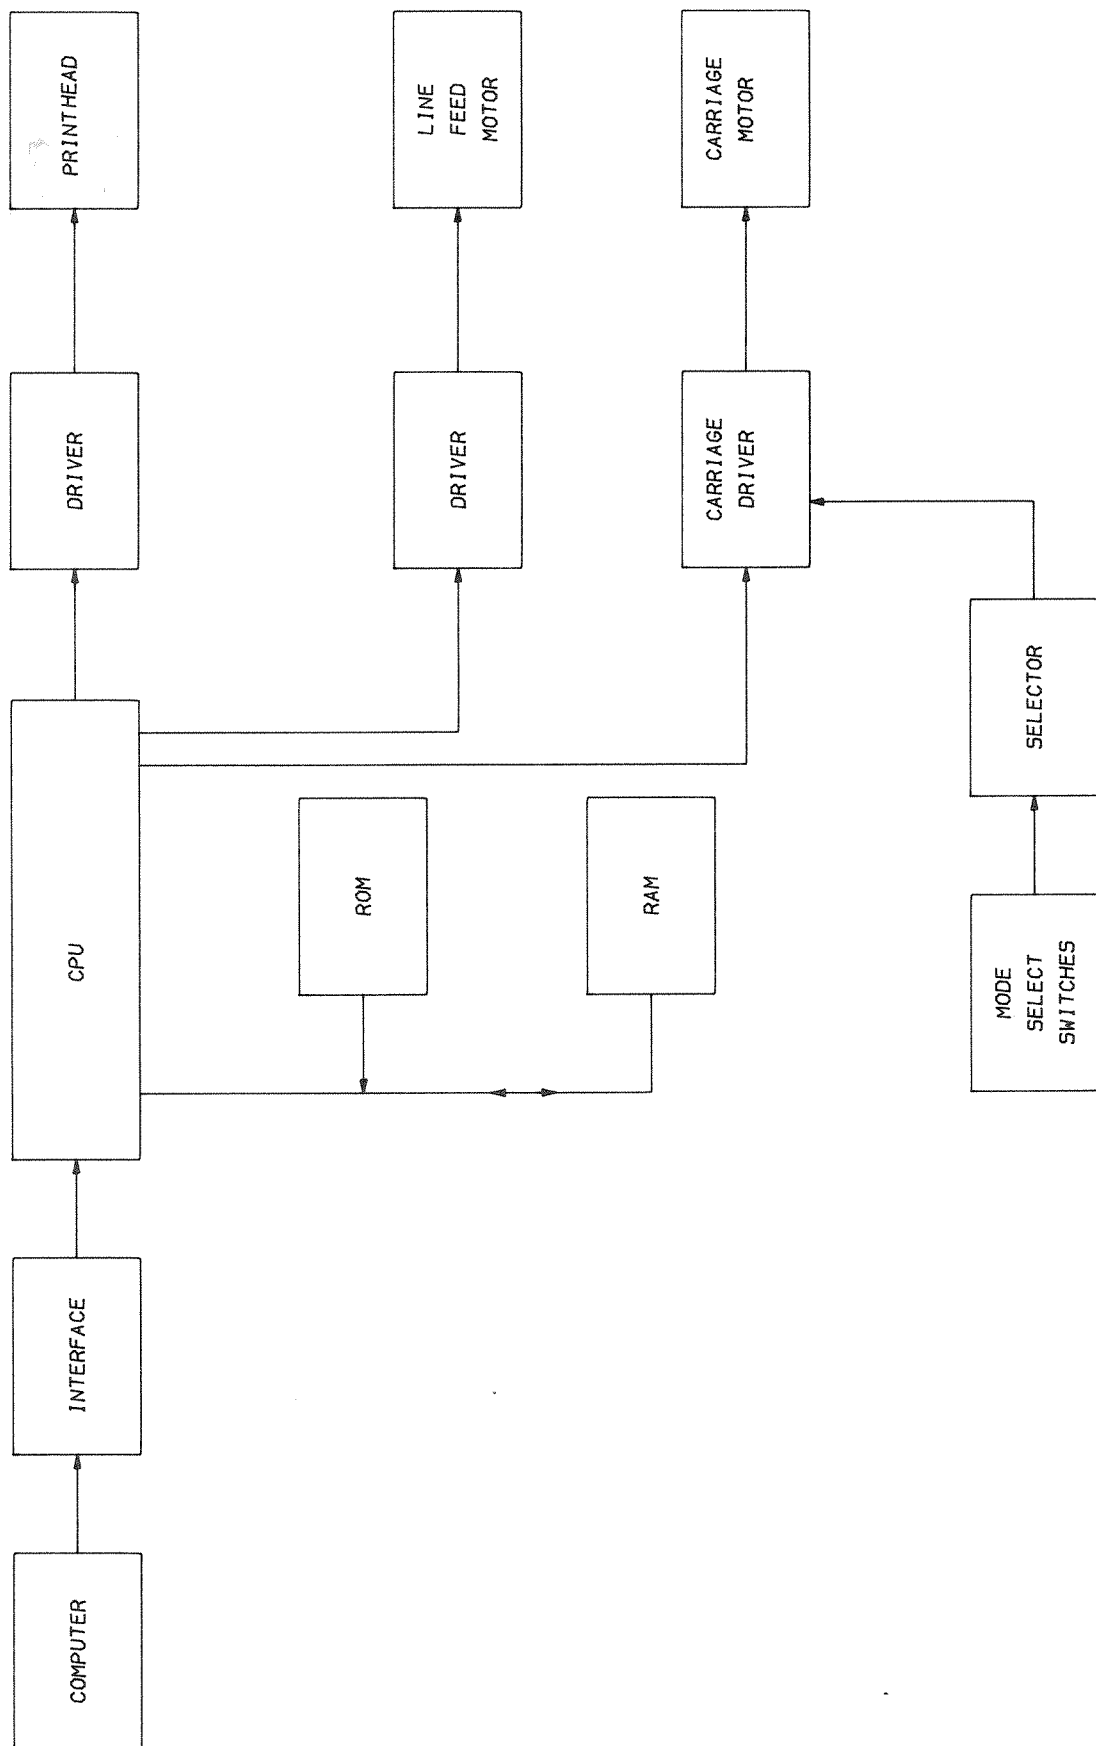 COMPUTER
INTERFACE
CPU
DRIVER
PRINTHEAD
ROM
DRIVER
LINE
FEED
MOTOR
RAM
CARRIAGE
DRIVER
CARRIAGE
MOTOR
MODE
SELECT
SWITCHES
SELECTOR